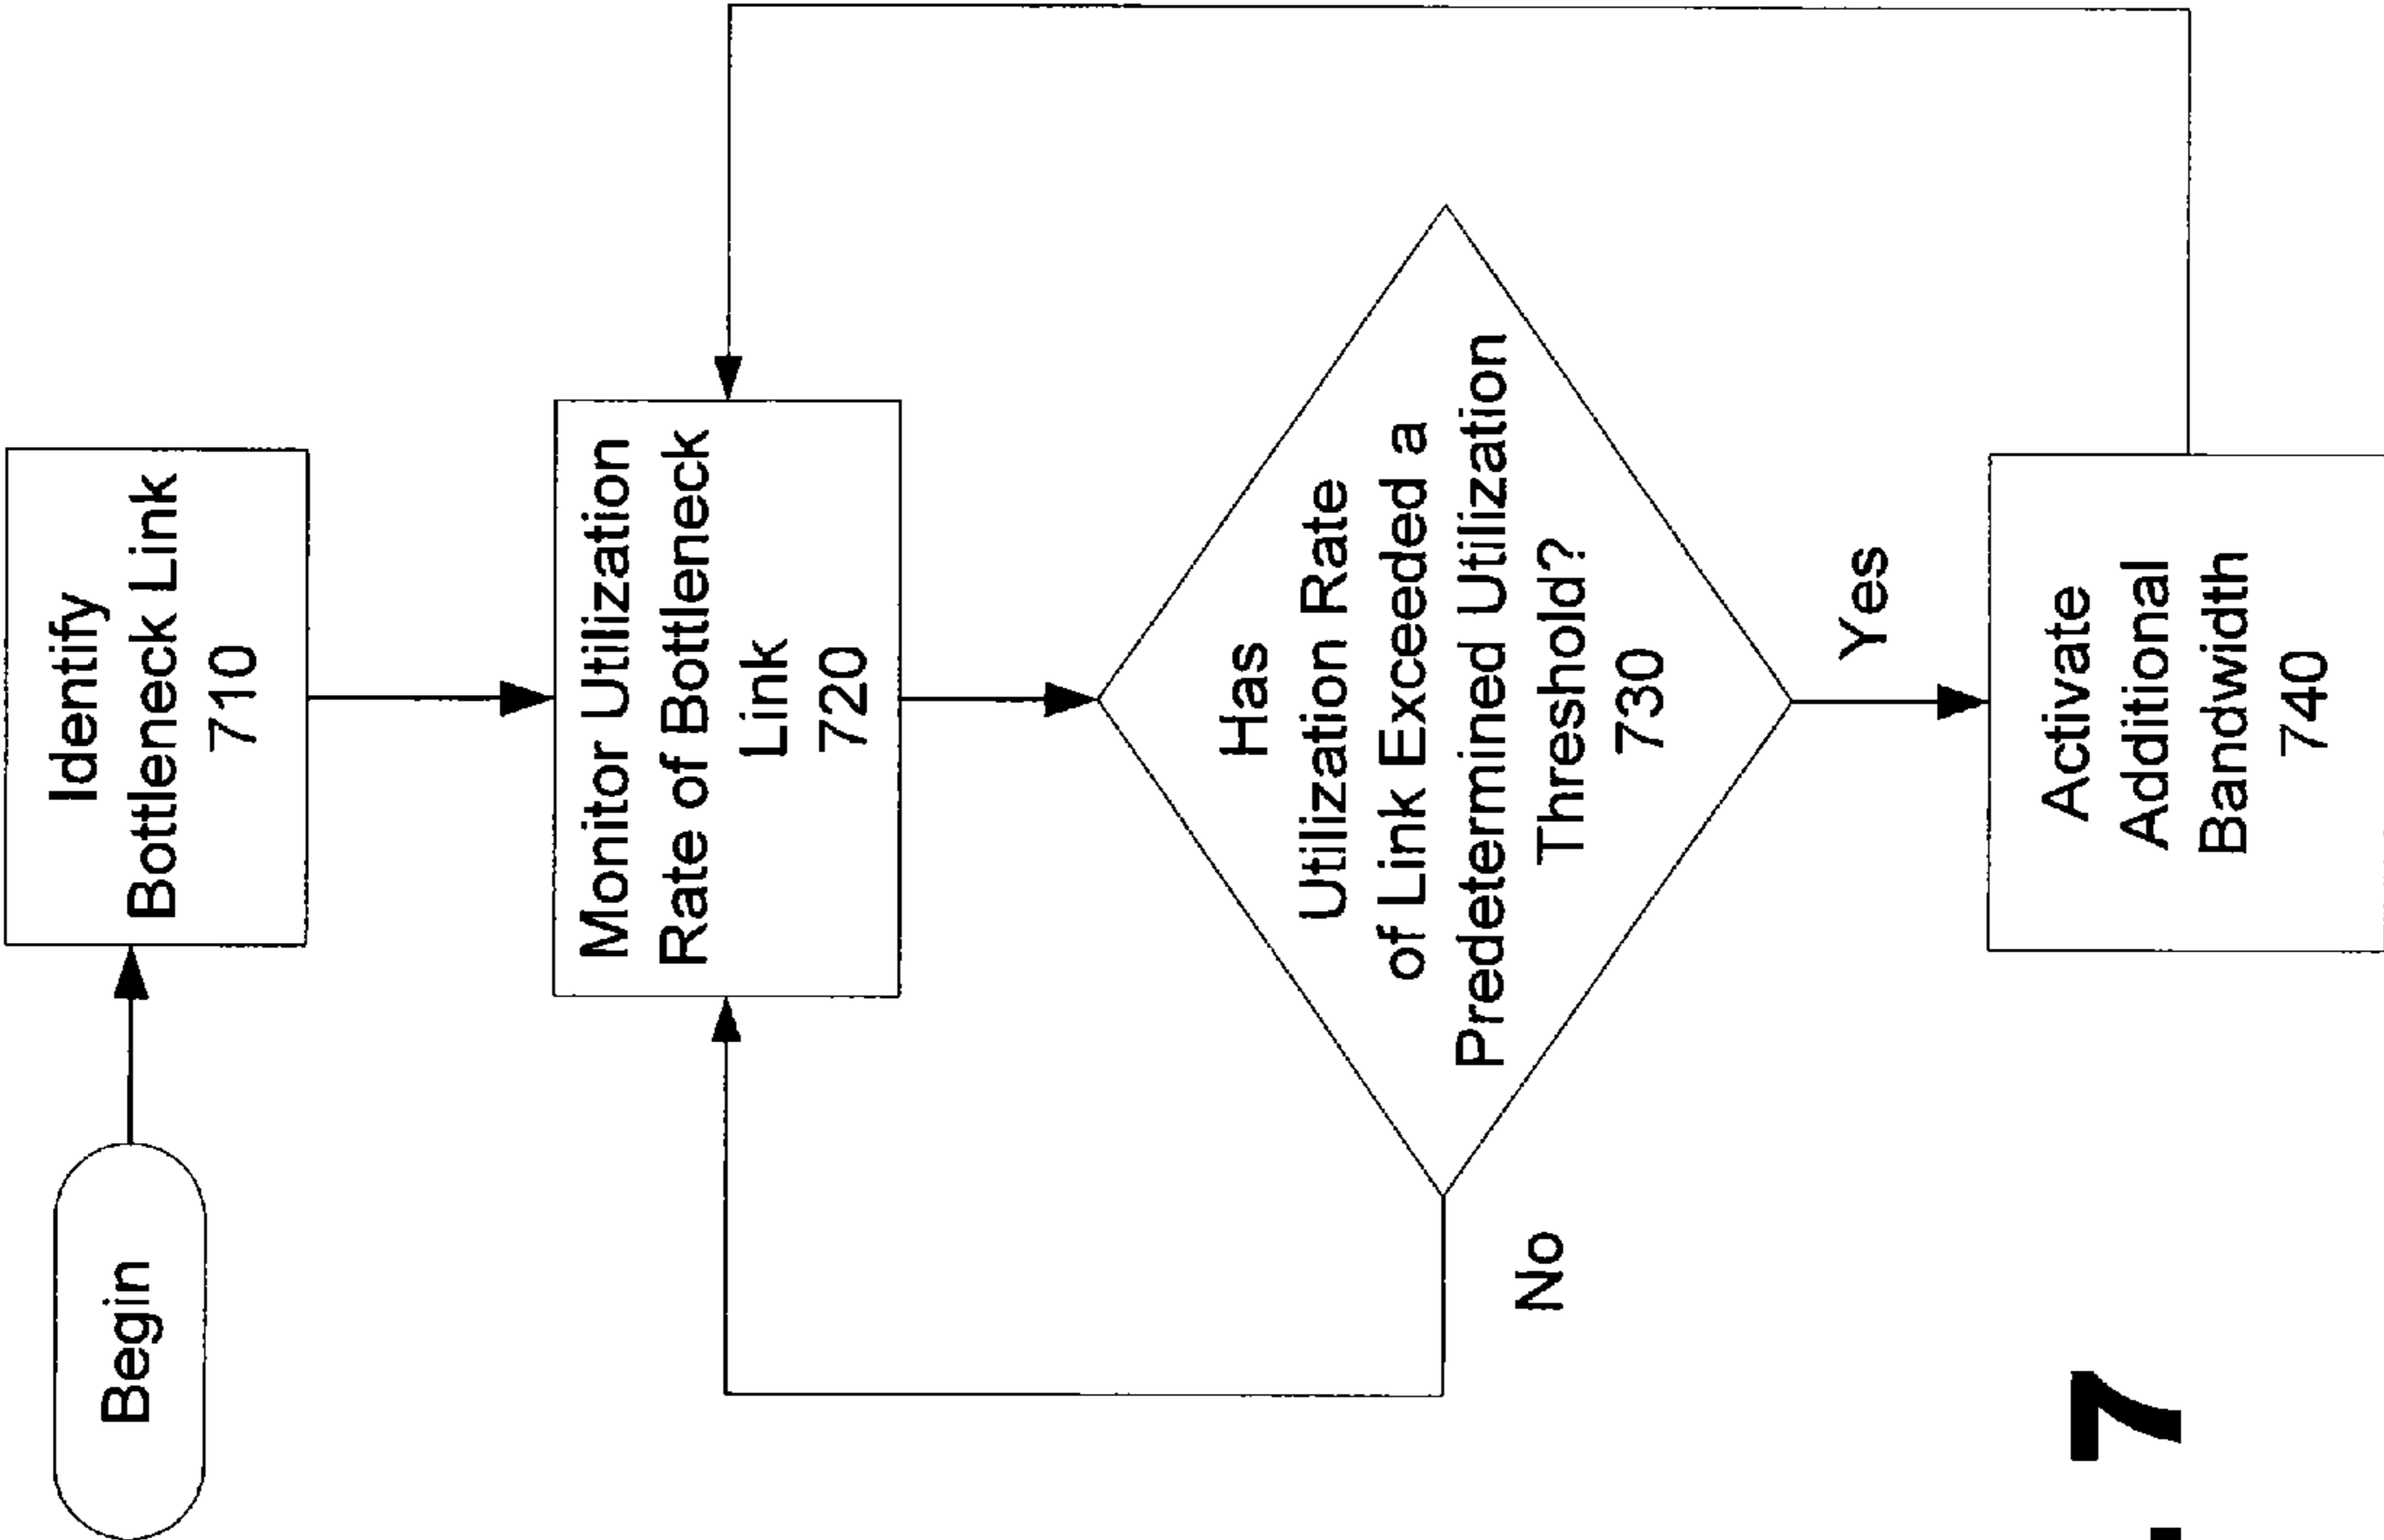 Begin
Identify
Bottleneck Link
710
Monitor Utilization
Rate of Bottleneck
Link
720
Has
Utilization Rate
of Link Exceeded a
Predetermined Utilization
Threshold?
730
No
Yes
Activate
Additional
Bandwidth
740
. 7